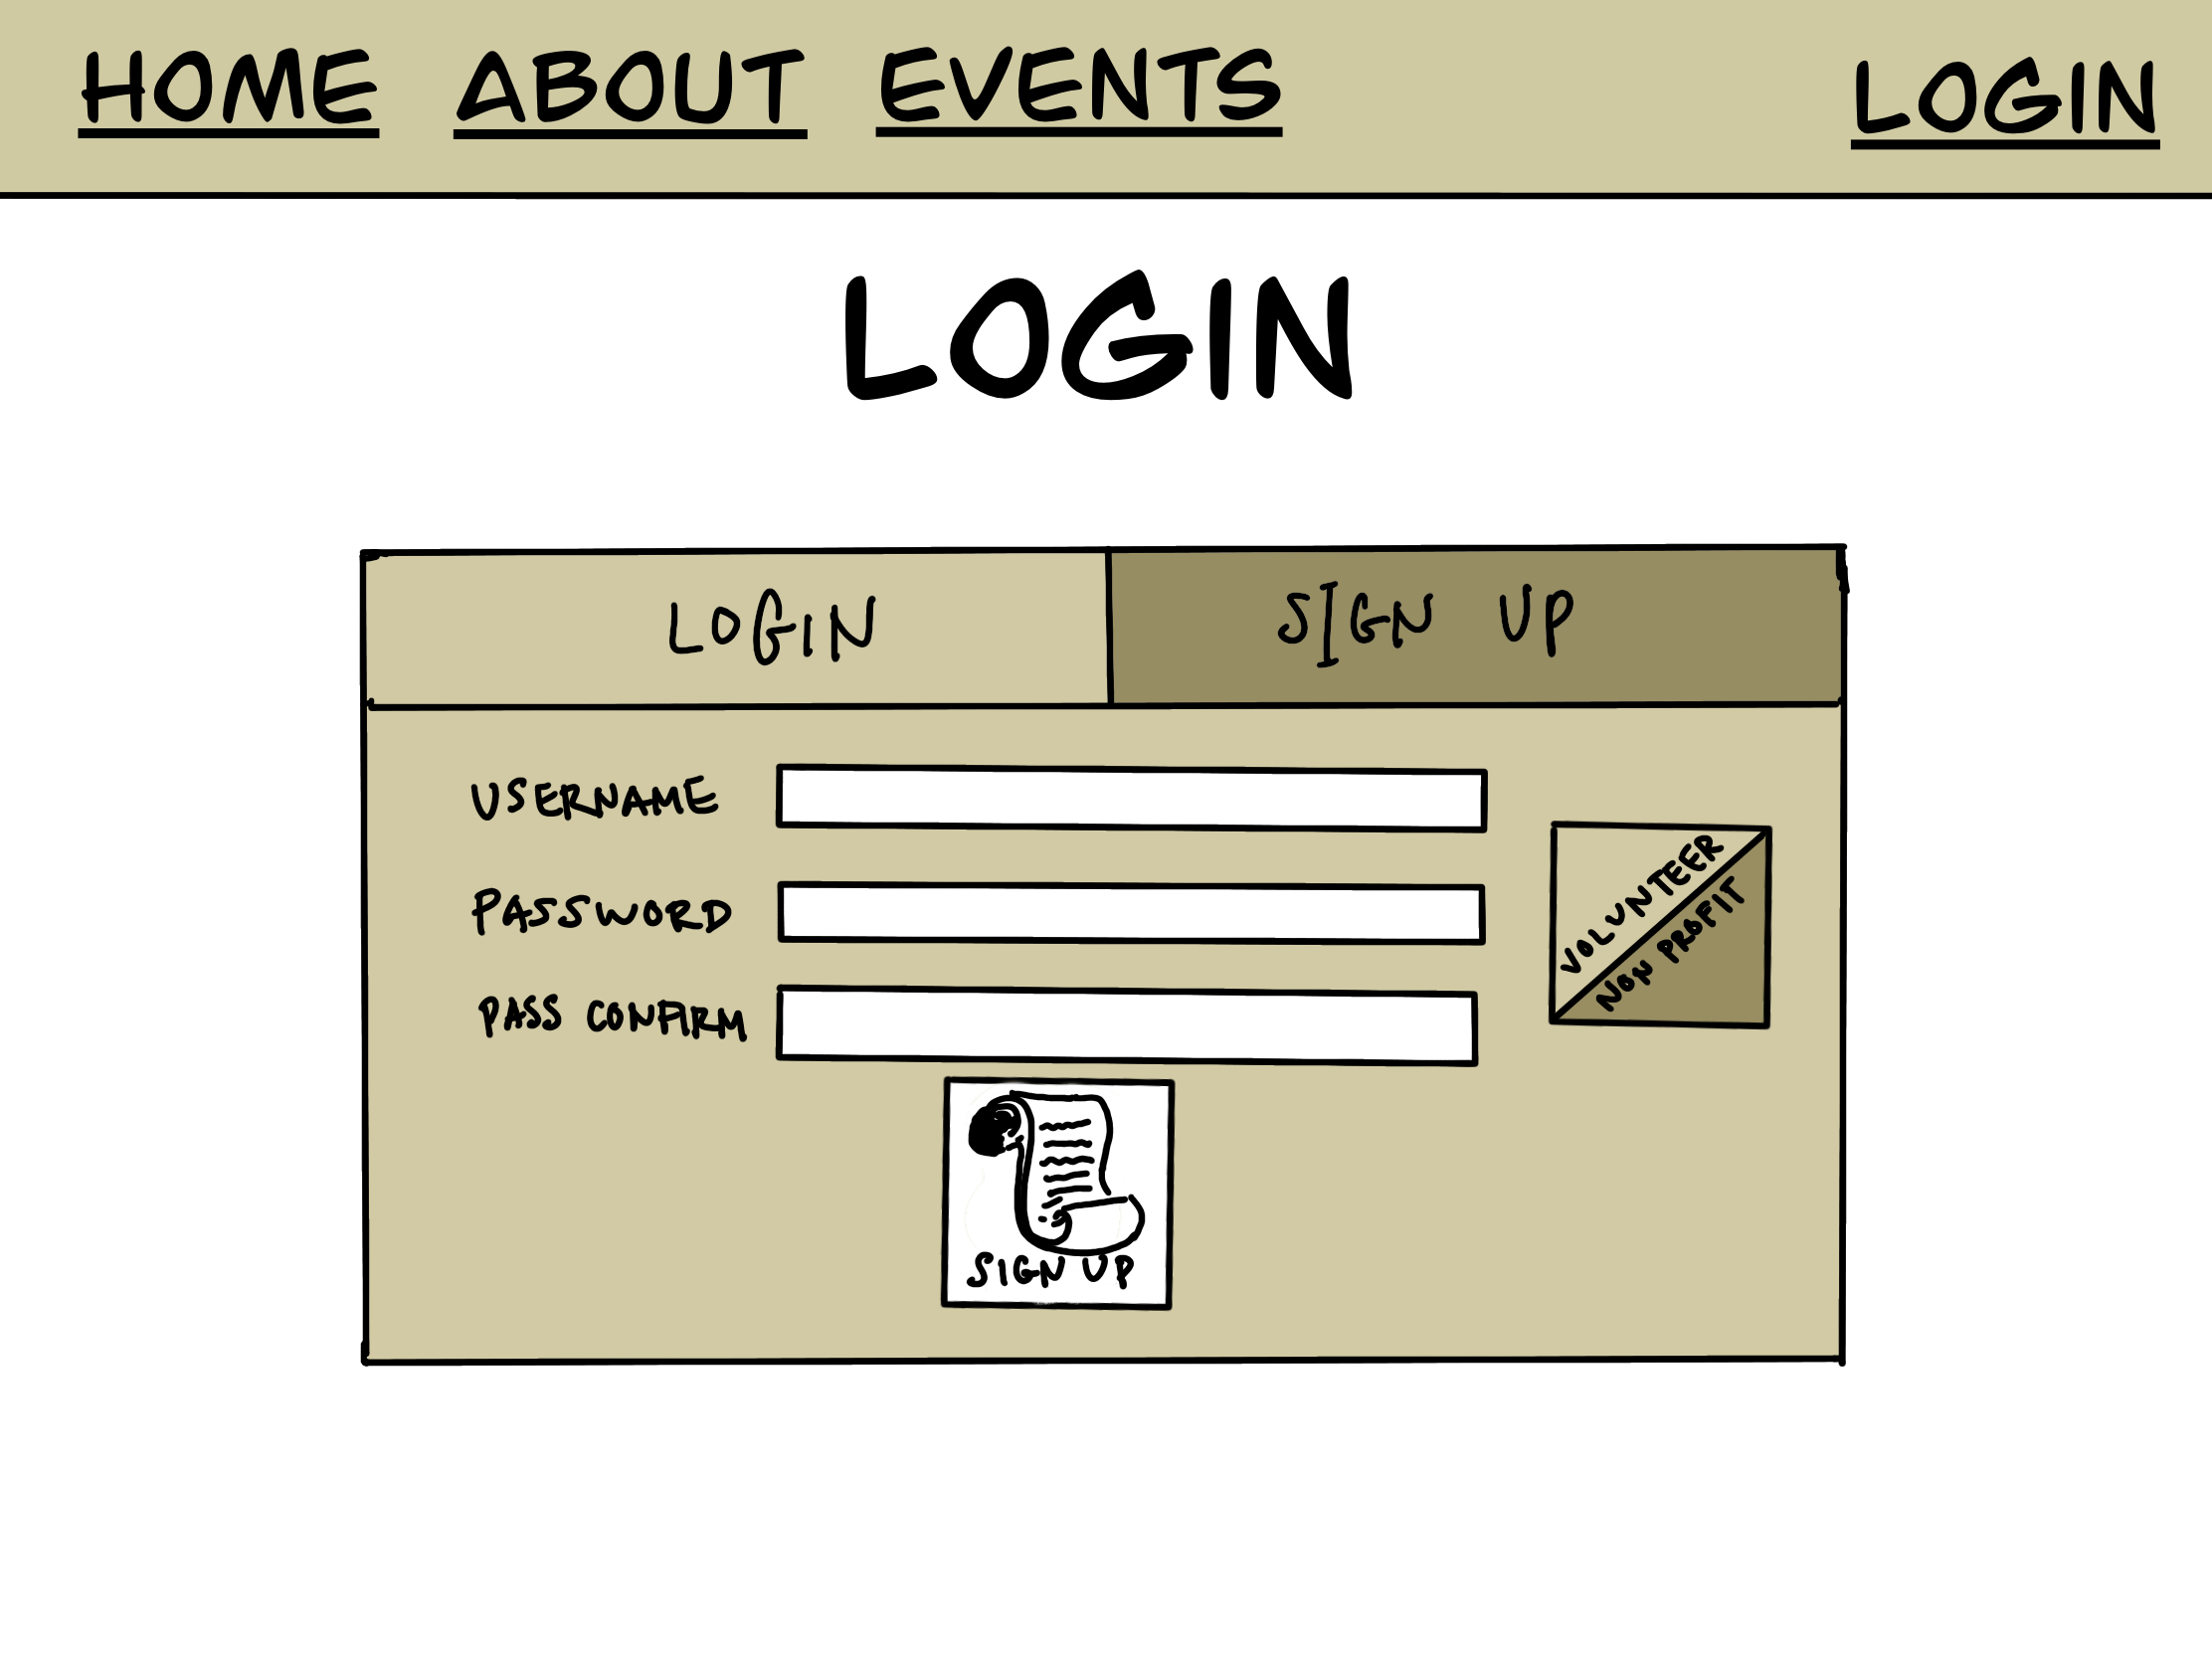 HOME ABOUT EVENTS LOGIN
LOGIN
LOGIN SIGN UP
USERNAME
PASSWORD
VOLUNTEER
NON PROFIT
PASS CONFIRM
SIGN UP